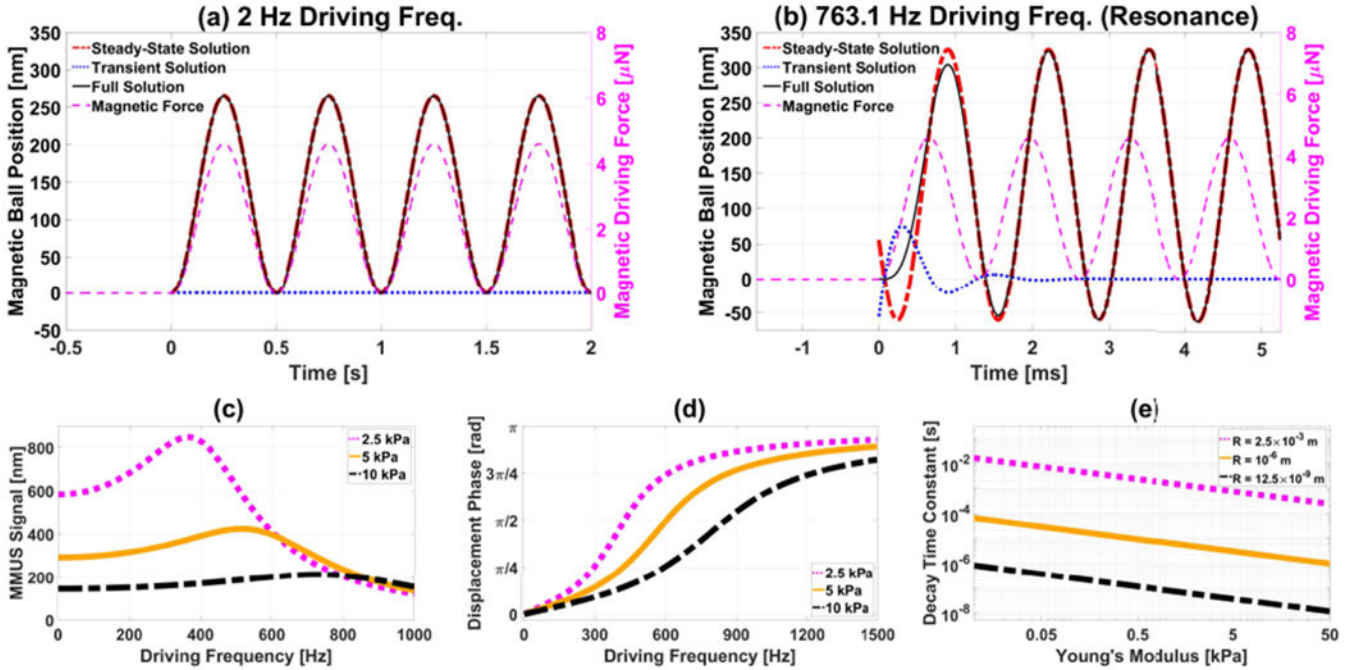 (a) 2 Hz Driving Freq.
Magnetic Ball Position [nm]
350
300
250
200
150
100
50
0
-50
Steady-State Solution
Transient Solution
Full Solution
Magnetic Force
8
6
4
2
0
Magnetic Driving Force [μN]
-0.5 0 0.5 1 1.5 2
Time [s]
(b) 763.1 Hz Driving Freq. (Resonance)
Magnetic Ball Position [nm]
350
300
250
200
150
100
50
0
-50
Steady-State Solution
Transient Solution
Full Solution
Magnetic Force
8
6
4
2
0
Magnetic Driving Force [μN]
-1 0 1 2 3 4 5
Time [ms]
(c)
MMUS Signal [nm]
800
600
400
200
0
2.5 kPa
5 kPa
10 kPa
0 200 400 600 800 1000
Driving Frequency [Hz]
(d)
Displacement Phase [rad]
π
3π/4
π/2
π/4
0
2.5 kPa
5 kPa
10 kPa
0 300 600 900 1200 1500
Driving Frequency [Hz]
(e)
Decay Time Constant [s]
10⁻²
10⁻⁴
10⁻⁶
10⁻⁸
R = 2.5×10⁻³ m
R = 10⁻⁶ m
R = 12.5×10⁻⁹ m
0.05 0.5 5 50
Young's Modulus [kPa]